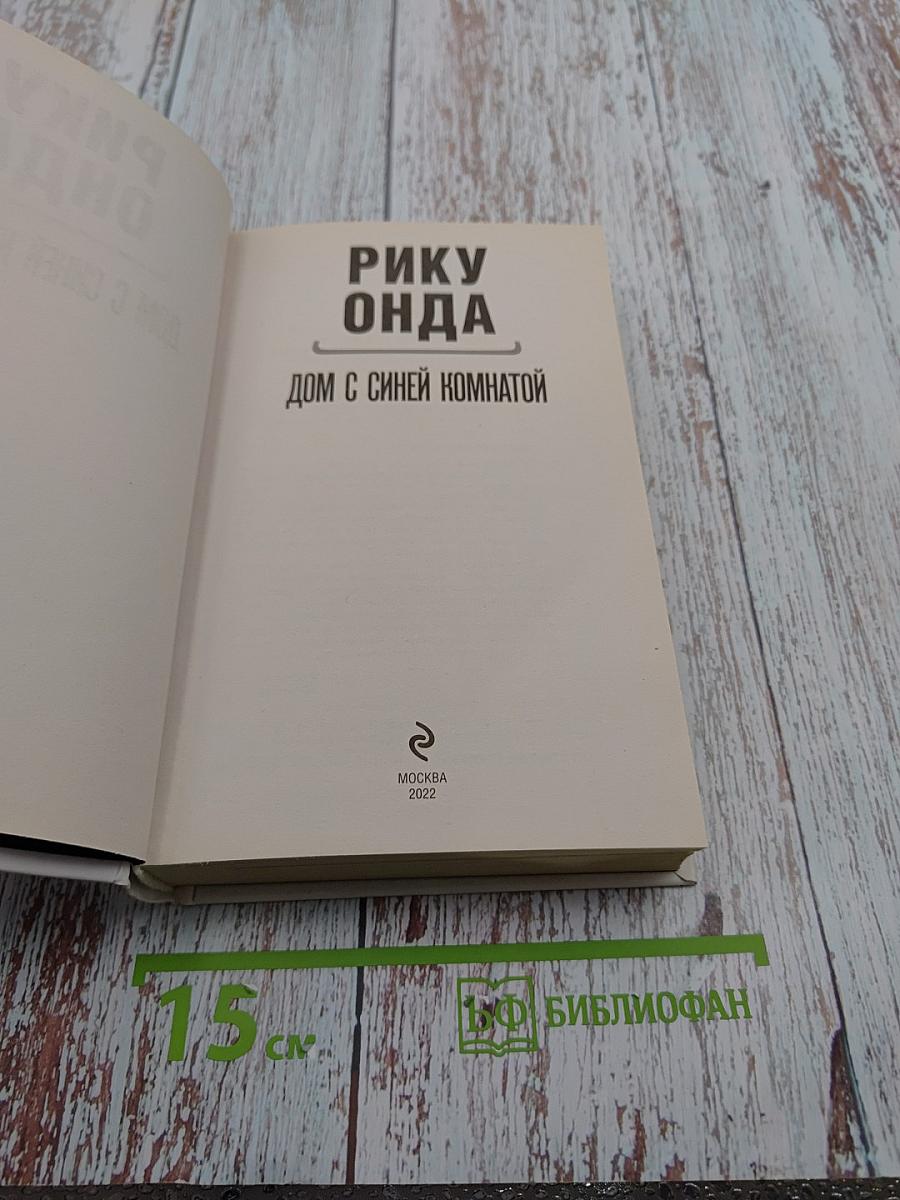 РИКУ
ОНДА
ДОМ С СИНЕЙ КОМНАТОЙ
МОСКВА
2022
15 см
БФ БИБЛИОФАН